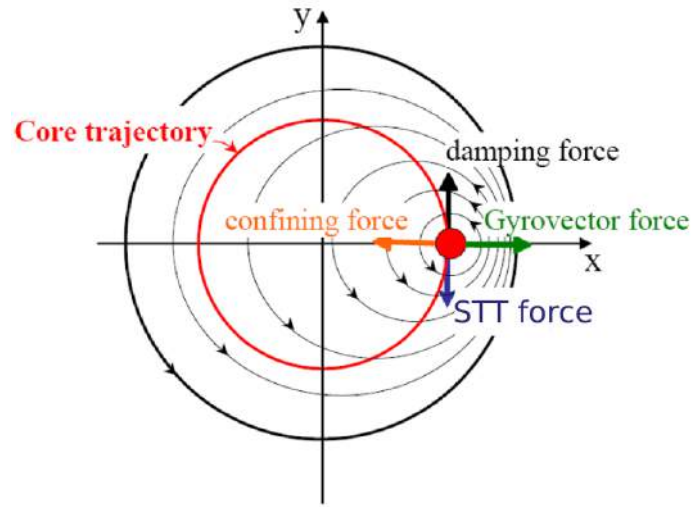 y
Core trajectory
damping force
confining force
Gyrovector force
x
STT force